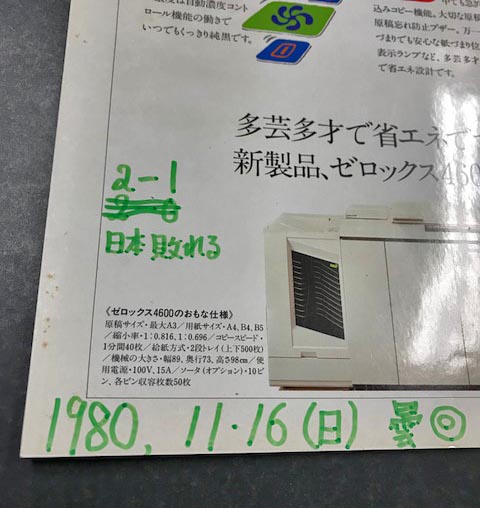 ロール機能の働きで
いつでもくっきり純黒です。
込みコピー機能。大切な原稿
原稿忘れ防止ブザー。万一
づまりでも安心な紙づまり位
表示ランプなど、多芸多才
で省エネ設計です。
多芸多才で省エネで
新製品、ゼロックス4600
2-1
日本敗れる
《ゼロックス4600のおもな仕様》
原稿サイズ・最大A3/用紙サイズ・A4、B4、B5
/縮小率・1:0.816、1:0.696/コピースピード・
1分間40枚/給紙方式・2段トレイ(上下500枚)
/機械の大きさ・幅89、奥行73、高さ98cm/使
用電源・100V、15A/ソータ(オプション)・10ビ
ン、各ビン収容枚数50枚
1980, 11・16(日) 曇 ◎